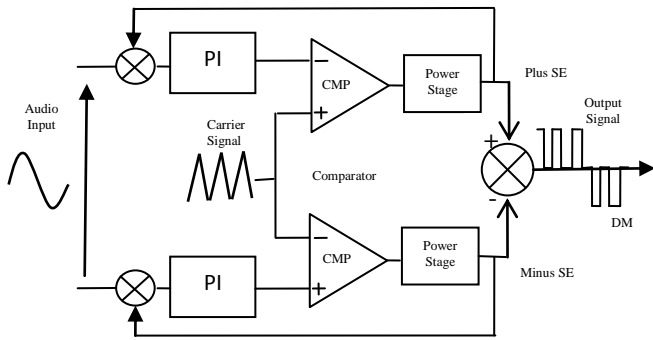 PI
−
CMP
+
Power
Stage
Plus SE
Audio
Input
Output
Signal
Carrier
Signal
+
Comparator
-
DM
PI
−
CMP
+
Power
Stage
Minus SE